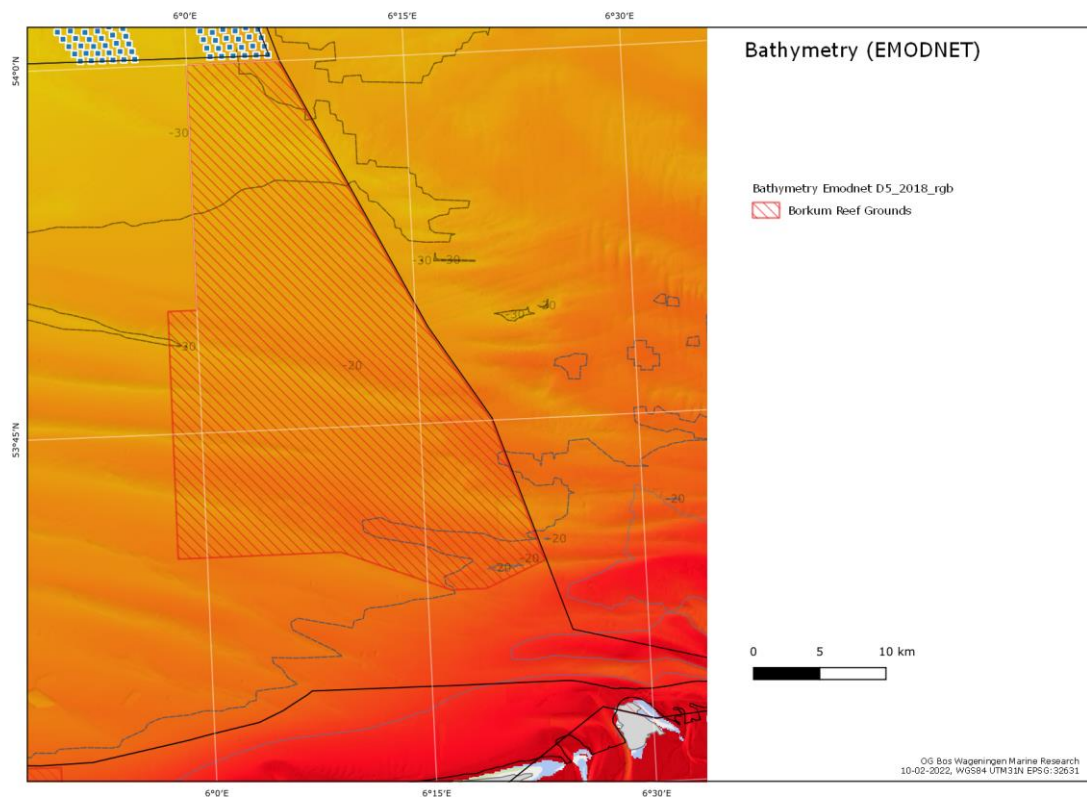 6°0'E 6°15'E 6°30'E
Bathymetry (EMODNET)
54°0'N
-30
Bathymetry Emodnet D5_2018_rgb
Borkum Reef Grounds
-30 -30
-30
-30
-30
-20
53°45'N
-20
-20
-20
-20
0 5 10 km
OG Bos Wageningen Marine Research
10-02-2022, WGS84 UTM31N EPSG:32631
6°0'E 6°15'E 6°30'E